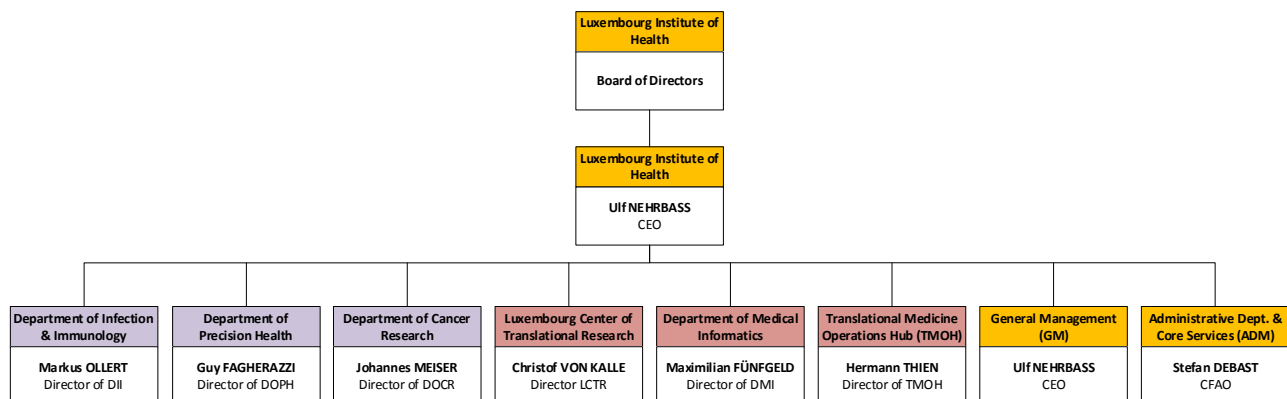 Luxembourg Institute of
Health
Board of Directors
Luxembourg Institute of
Health
Ulf NEHRBASS
CEO
Department of Infection
& Immunology
Markus OLLERT
Director of DII
Department of
Precision Health
Guy FAGHERAZZI
Director of DOPH
Department of Cancer
Research
Johannes MEISER
Director of DOCR
Luxembourg Center of
Translational Research
Christof VON KALLE
Director LCTR
Department of Medical
Informatics
Maximilian FÜNFGELD
Director of DMI
Translational Medicine
Operations Hub (TMOH)
Hermann THIEN
Director of TMOH
General Management
(GM)
Ulf NEHRBASS
CEO
Administrative Dept. &
Core Services (ADM)
Stefan DEBAST
CFAO